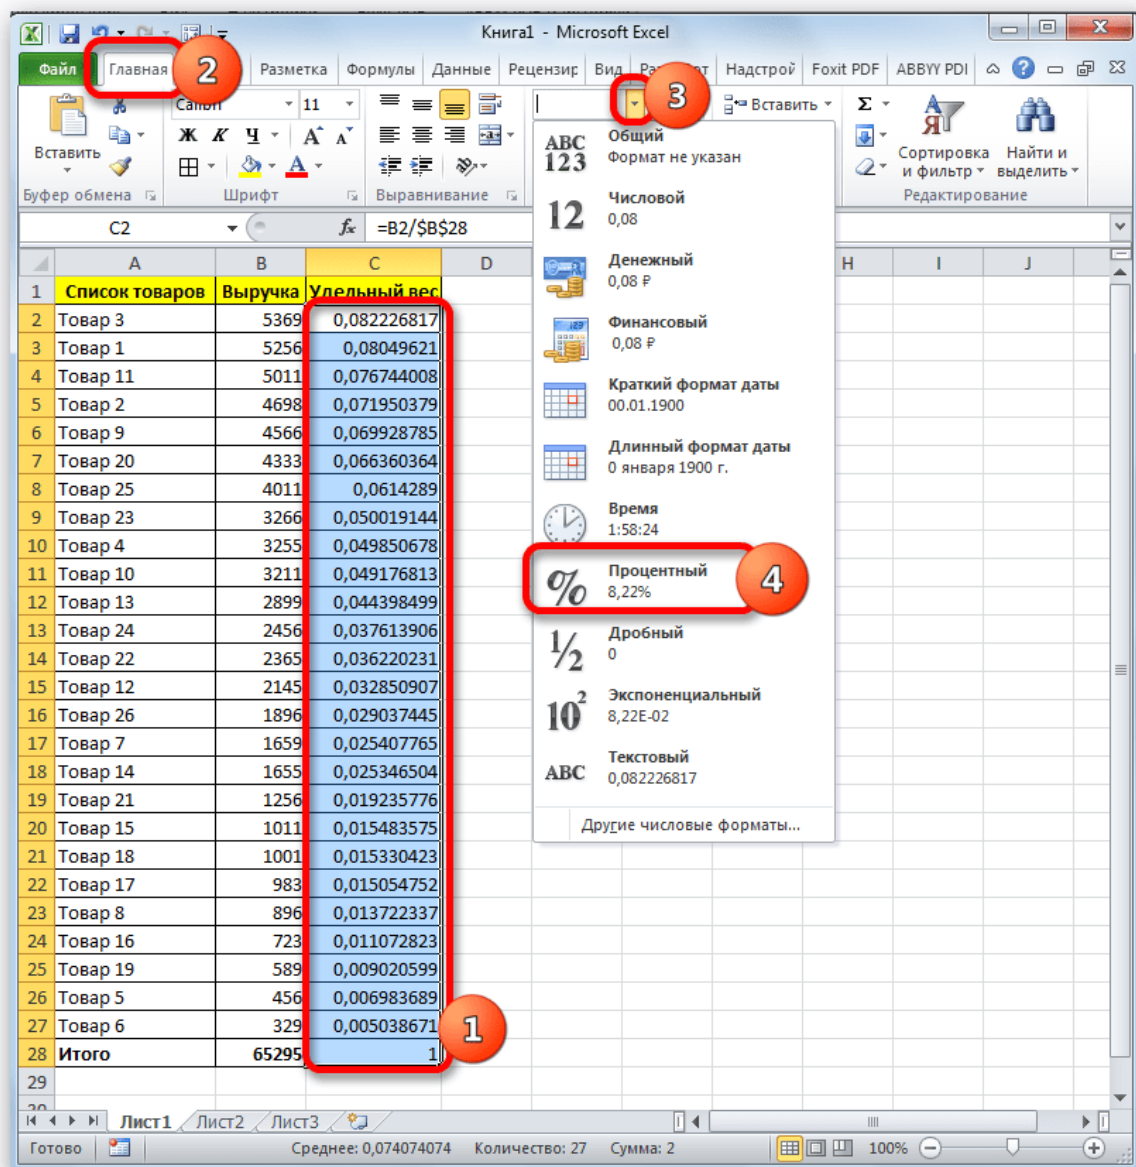 Книга1 - Microsoft Excel
Файл Главная 2 Разметка Формулы Данные Рецензир Вид Надстрой Foxit PDF ABBYY PDI
Calibri 11 3 Вставить Σ
Вставить Ж К Ч А А Сортировка и фильтр Найти и выделить
Буфер обмена Шрифт Выравнивание Редактирование
C2 fx =B2/$B$28
A B C D H I J
1 Список товаров Выручка Удельный вес
2 Товар 3 5369 0,082226817
3 Товар 1 5256 0,08049621
4 Товар 11 5011 0,076744008
5 Товар 2 4698 0,071950379
6 Товар 9 4566 0,069928785
7 Товар 20 4333 0,066360364
8 Товар 25 4011 0,0614289
9 Товар 23 3266 0,050019144
10 Товар 4 3255 0,049850678
11 Товар 10 3211 0,049176813
12 Товар 13 2899 0,044398499
13 Товар 24 2456 0,037613906
14 Товар 22 2365 0,036220231
15 Товар 12 2145 0,032850907
16 Товар 26 1896 0,029037445
17 Товар 7 1659 0,025407765
18 Товар 14 1655 0,025346504
19 Товар 21 1256 0,019235776
20 Товар 15 1011 0,015483575
21 Товар 18 1001 0,015330423
22 Товар 17 983 0,015054752
23 Товар 8 896 0,013722337
24 Товар 16 723 0,011072823
25 Товар 19 589 0,009020599
26 Товар 5 456 0,006983689
27 Товар 6 329 0,005038671
28 Итого 65295 1
29
1
ABC 123 Общий
Формат не указан
12 Числовой
0,08
Денежный
0,08 ₽
Финансовый
0,08 ₽
Краткий формат даты
00.01.1900
Длинный формат даты
0 января 1900 г.
Время
1:58:24
% Процентный 4
8,22%
½ Дробный
0
10² Экспоненциальный
8,22E-02
ABC Текстовый
0,082226817
Другие числовые форматы...
Лист1 Лист2 Лист3
Готово Среднее: 0,074074074 Количество: 27 Сумма: 2 100%